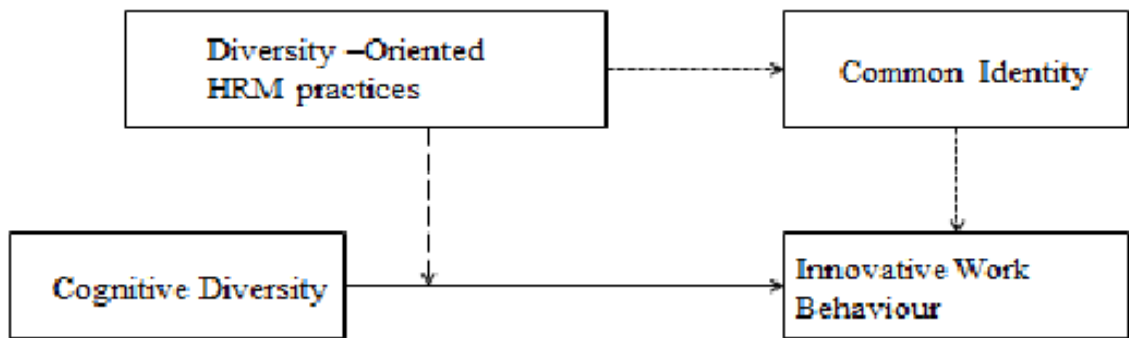 Diversity –Oriented
HRM practices
Common Identity
Cognitive Diversity
Innovative Work
Behaviour